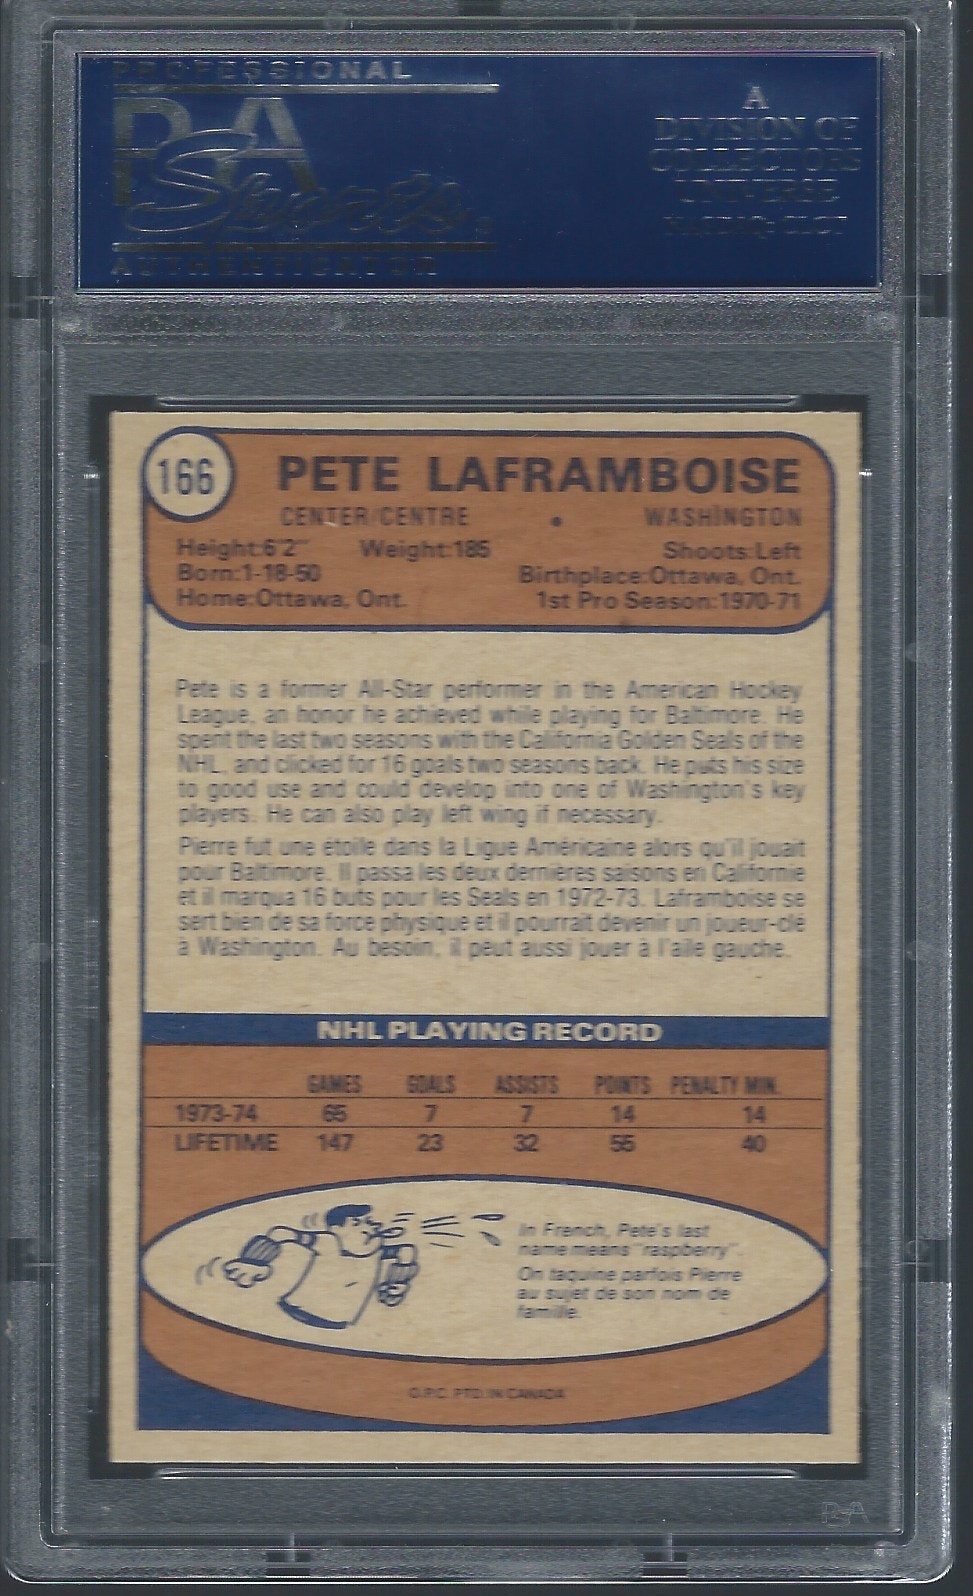 PROFESSIONAL
PSA
Sports
AUTHENTICATOR
A
DIVISION OF
COLLECTORS
UNIVERSE
NASDAQ: CLCT
166
PETE LAFRAMBOISE
CENTER/CENTRE • WASHINGTON
Height:6'2" Weight:185 Shoots:Left
Born:1-18-50 Birthplace:Ottawa, Ont.
Home:Ottawa, Ont. 1st Pro Season:1970-71
Pete is a former All-Star performer in the American Hockey
League, an honor he achieved while playing for Baltimore. He
spent the last two seasons with the California Golden Seals of the
NHL, and clicked for 16 goals two seasons back. He puts his size
to good use and could develop into one of Washington's key
players. He can also play left wing if necessary.
Pierre fut une étoile dans la Ligue Américaine alors qu'il jouait
pour Baltimore. Il passa les deux dernières saisons en Californie
et il marqua 16 buts pour les Seals en 1972-73. Laframboise se
sert bien de sa force physique et il pourrait devenir un joueur-clé
à Washington. Au besoin, il peut aussi jouer à l'aile gauche.
NHL PLAYING RECORD
GAMES GOALS ASSISTS POINTS PENALTY MIN.
1973-74 65 7 7 14 14
LIFETIME 147 23 32 55 40
In French, Pete's last
name means "raspberry".
On taquine parfois Pierre
au sujet de son nom de
famille.
O.P.C. PTD. IN CANADA
PSA